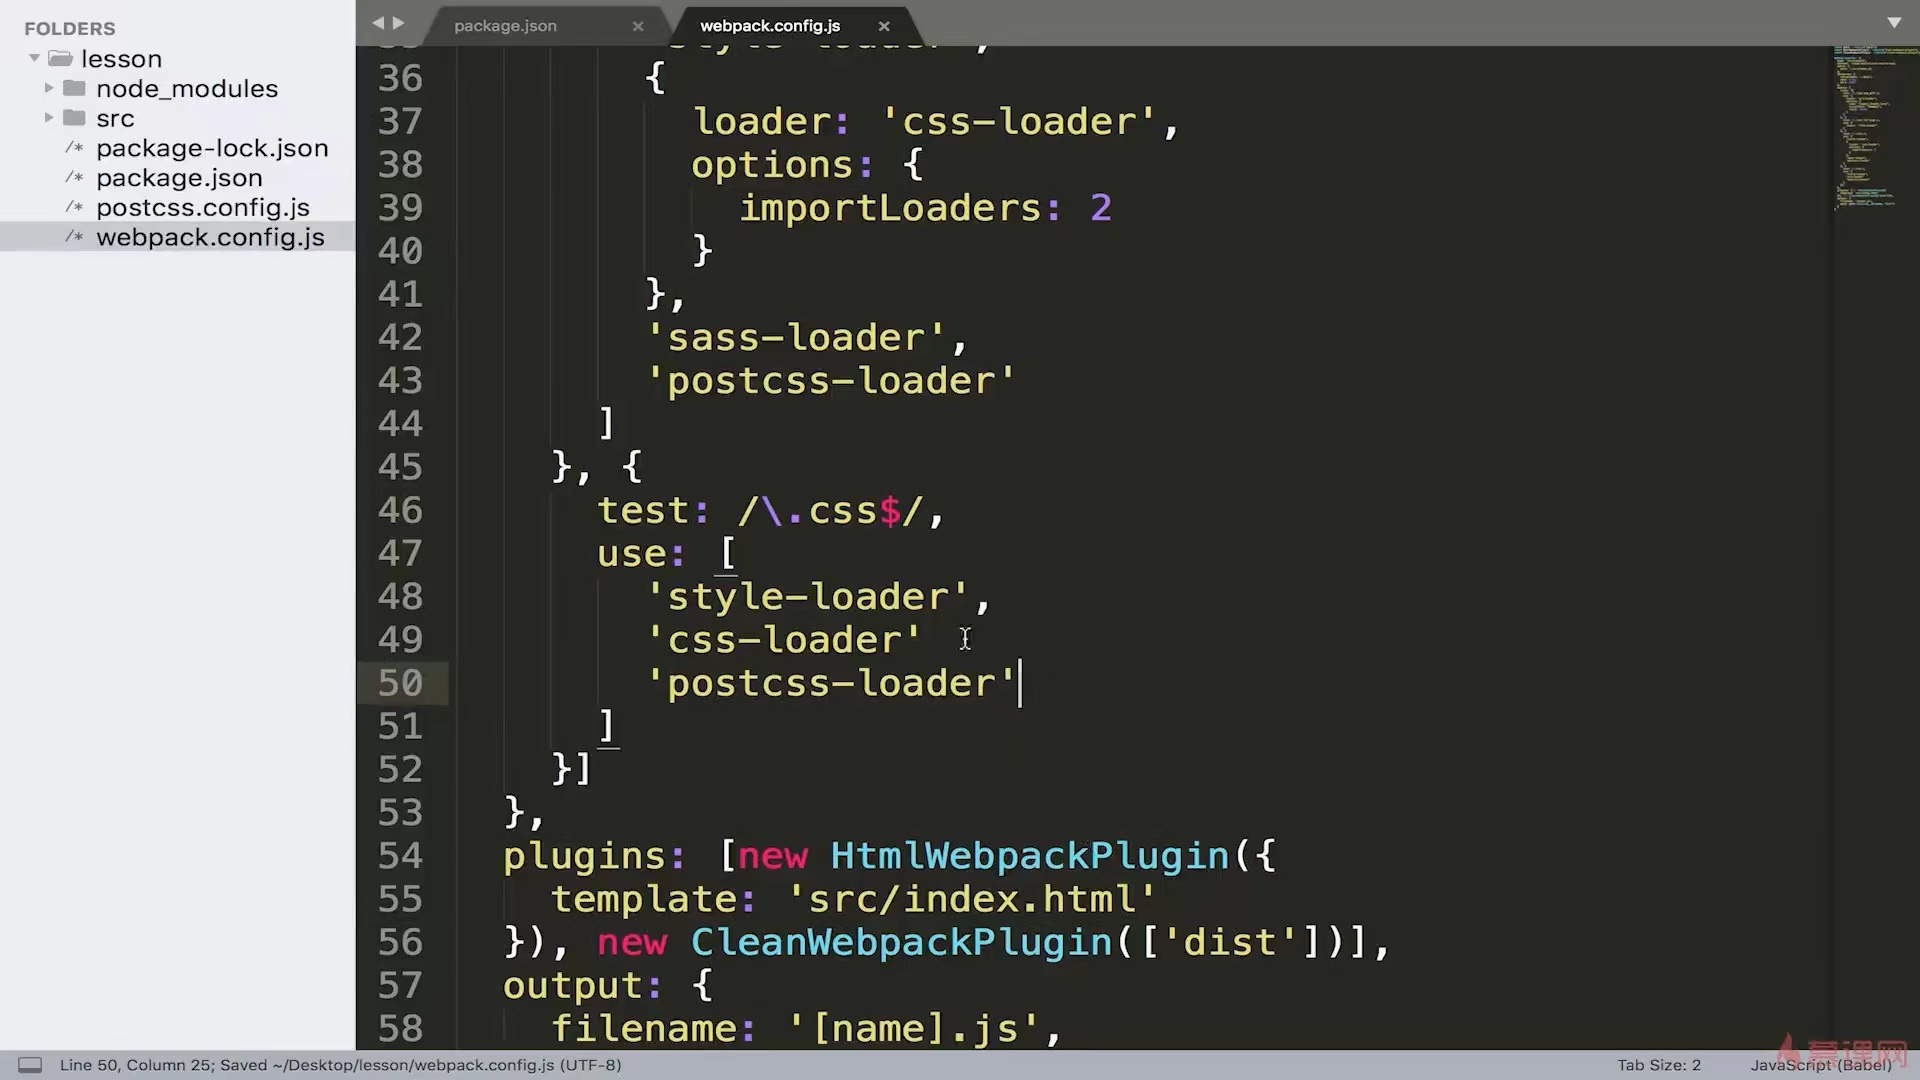 FOLDERS
lesson
node_modules
src
/* package-lock.json
/* package.json
/* postcss.config.js
/* webpack.config.js
package.json ×
webpack.config.js ×
36 {
37 loader: 'css-loader',
38 options: {
39 importLoaders: 2
40 }
41 },
42 'sass-loader',
43 'postcss-loader'
44 ]
45 }, {
46 test: /\.css$/,
47 use: [
48 'style-loader',
49 'css-loader'
50 'postcss-loader'
51 ]
52 }]
53 },
54 plugins: [new HtmlWebpackPlugin({
55 template: 'src/index.html'
56 }), new CleanWebpackPlugin(['dist'])],
57 output: {
58 filename: '[name].js',
Line 50, Column 25; Saved ~/Desktop/lesson/webpack.config.js (UTF-8)
Tab Size: 2
JavaScript (Babel)
慕课网